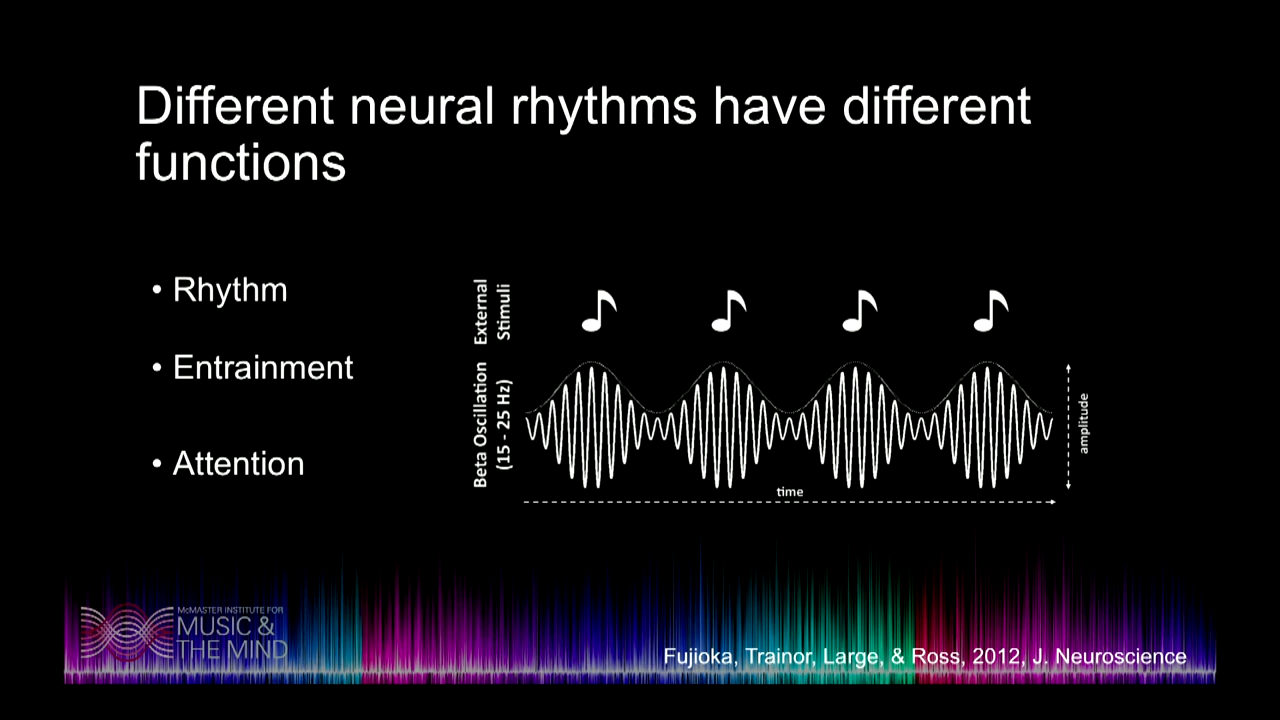 Different neural rhythms have different
functions
• Rhythm
• Entrainment
• Attention
External
Stimuli
Beta Oscillation
(15 - 25 Hz)
time
amplitude
McMASTER INSTITUTE FOR
MUSIC &
THE MIND
Fujioka, Trainor, Large, & Ross, 2012, J. Neuroscience